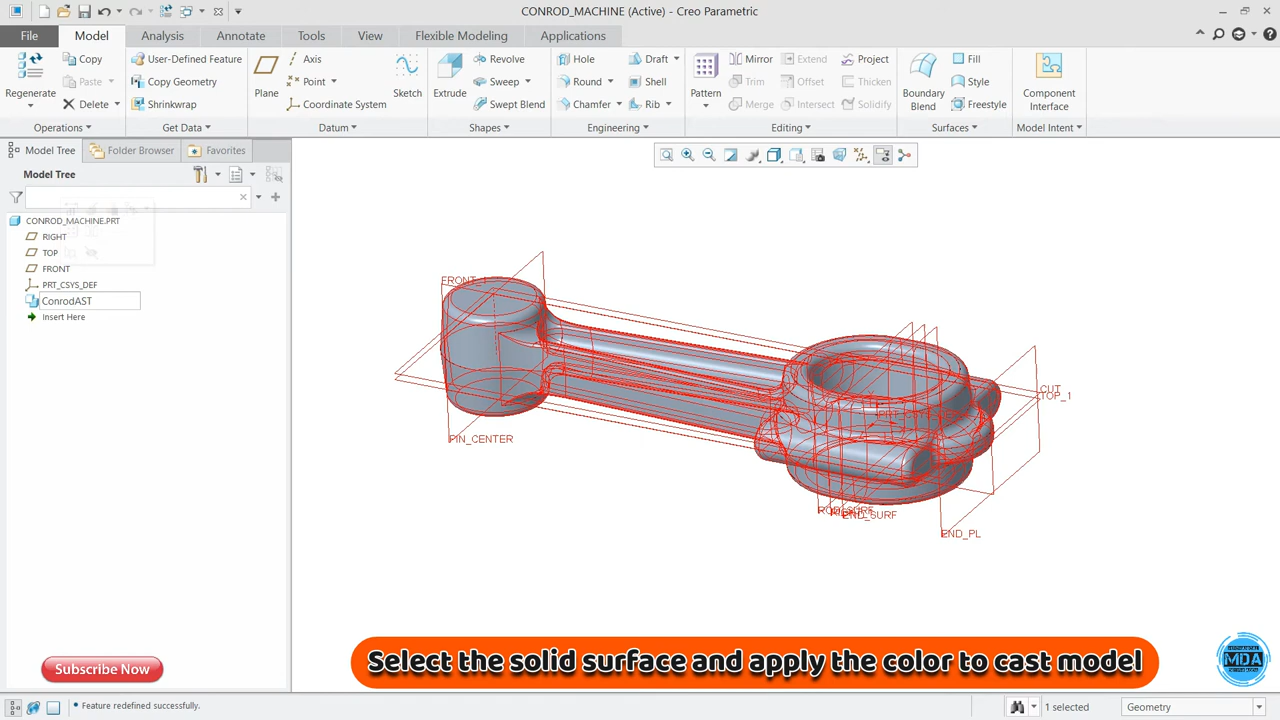 CONROD_MACHINE (Active) - Creo Parametric
File Model Analysis Annotate Tools View Flexible Modeling Applications
Regenerate
Copy
Paste
Delete
Operations
User-Defined Feature
Copy Geometry
Shrinkwrap
Get Data
Plane
Axis
Point
Coordinate System
Sketch
Datum
Extrude
Revolve
Sweep
Swept Blend
Shapes
Hole
Round
Chamfer
Draft
Shell
Rib
Engineering
Pattern
Mirror
Trim
Merge
Extend
Offset
Intersect
Project
Thicken
Solidify
Editing
Boundary
Blend
Fill
Style
Freestyle
Surfaces
Component
Interface
Model Intent
Model Tree Folder Browser Favorites
Model Tree
CONROD_MACHINE.PRT
RIGHT
TOP
FRONT
PRT_CSYS_DEF
ConrodAST
Insert Here
PIN_CENTER
CUT
TOP_1
END_SURF
END_PL
Select the solid surface and apply the color to cast model
Subscribe Now
MDA
Feature redefined successfully.
1 selected
Geometry